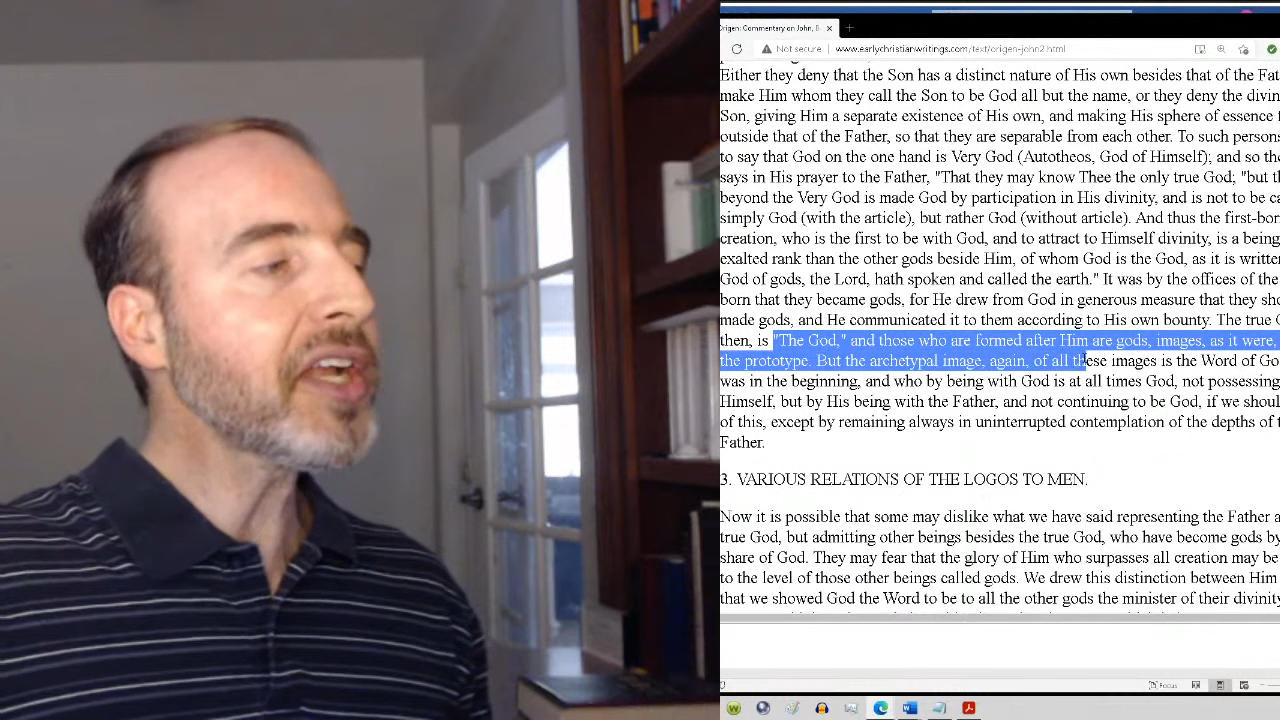 Origen: Commentary on John, B
Not secure www.earlychristianwritings.com/text/origen-john2.html
Either they deny that the Son has a distinct nature of His own besides that of the Fat
make Him whom they call the Son to be God all but the name, or they deny the divin
Son, giving Him a separate existence of His own, and making His sphere of essence
outside that of the Father, so that they are separable from each other. To such person
to say that God on the one hand is Very God (Autotheos, God of Himself); and so th
says in His prayer to the Father, "That they may know Thee the only true God; "but th
beyond the Very God is made God by participation in His divinity, and is not to be ca
simply God (with the article), but rather God (without article). And thus the first-bor
creation, who is the first to be with God, and to attract to Himself divinity, is a being
exalted rank than the other gods beside Him, of whom God is the God, as it is writte
God of gods, the Lord, hath spoken and called the earth." It was by the offices of the
born that they became gods, for He drew from God in generous measure that they sh
made gods, and He communicated it to them according to His own bounty. The true G
then, is "The God," and those who are formed after Him are gods, images, as it were,
the prototype. But the archetypal image, again, of all these images is the Word of Go
was in the beginning, and who by being with God is at all times God, not possessing
Himself, but by His being with the Father, and not continuing to be God, if we shoul
of this, except by remaining always in uninterrupted contemplation of the depths of t
Father.
3. VARIOUS RELATIONS OF THE LOGOS TO MEN.
Now it is possible that some may dislike what we have said representing the Father a
true God, but admitting other beings besides the true God, who have become gods by
share of God. They may fear that the glory of Him who surpasses all creation may be
to the level of those other beings called gods. We drew this distinction between Him
that we showed God the Word to be to all the other gods the minister of their divinity
Focus